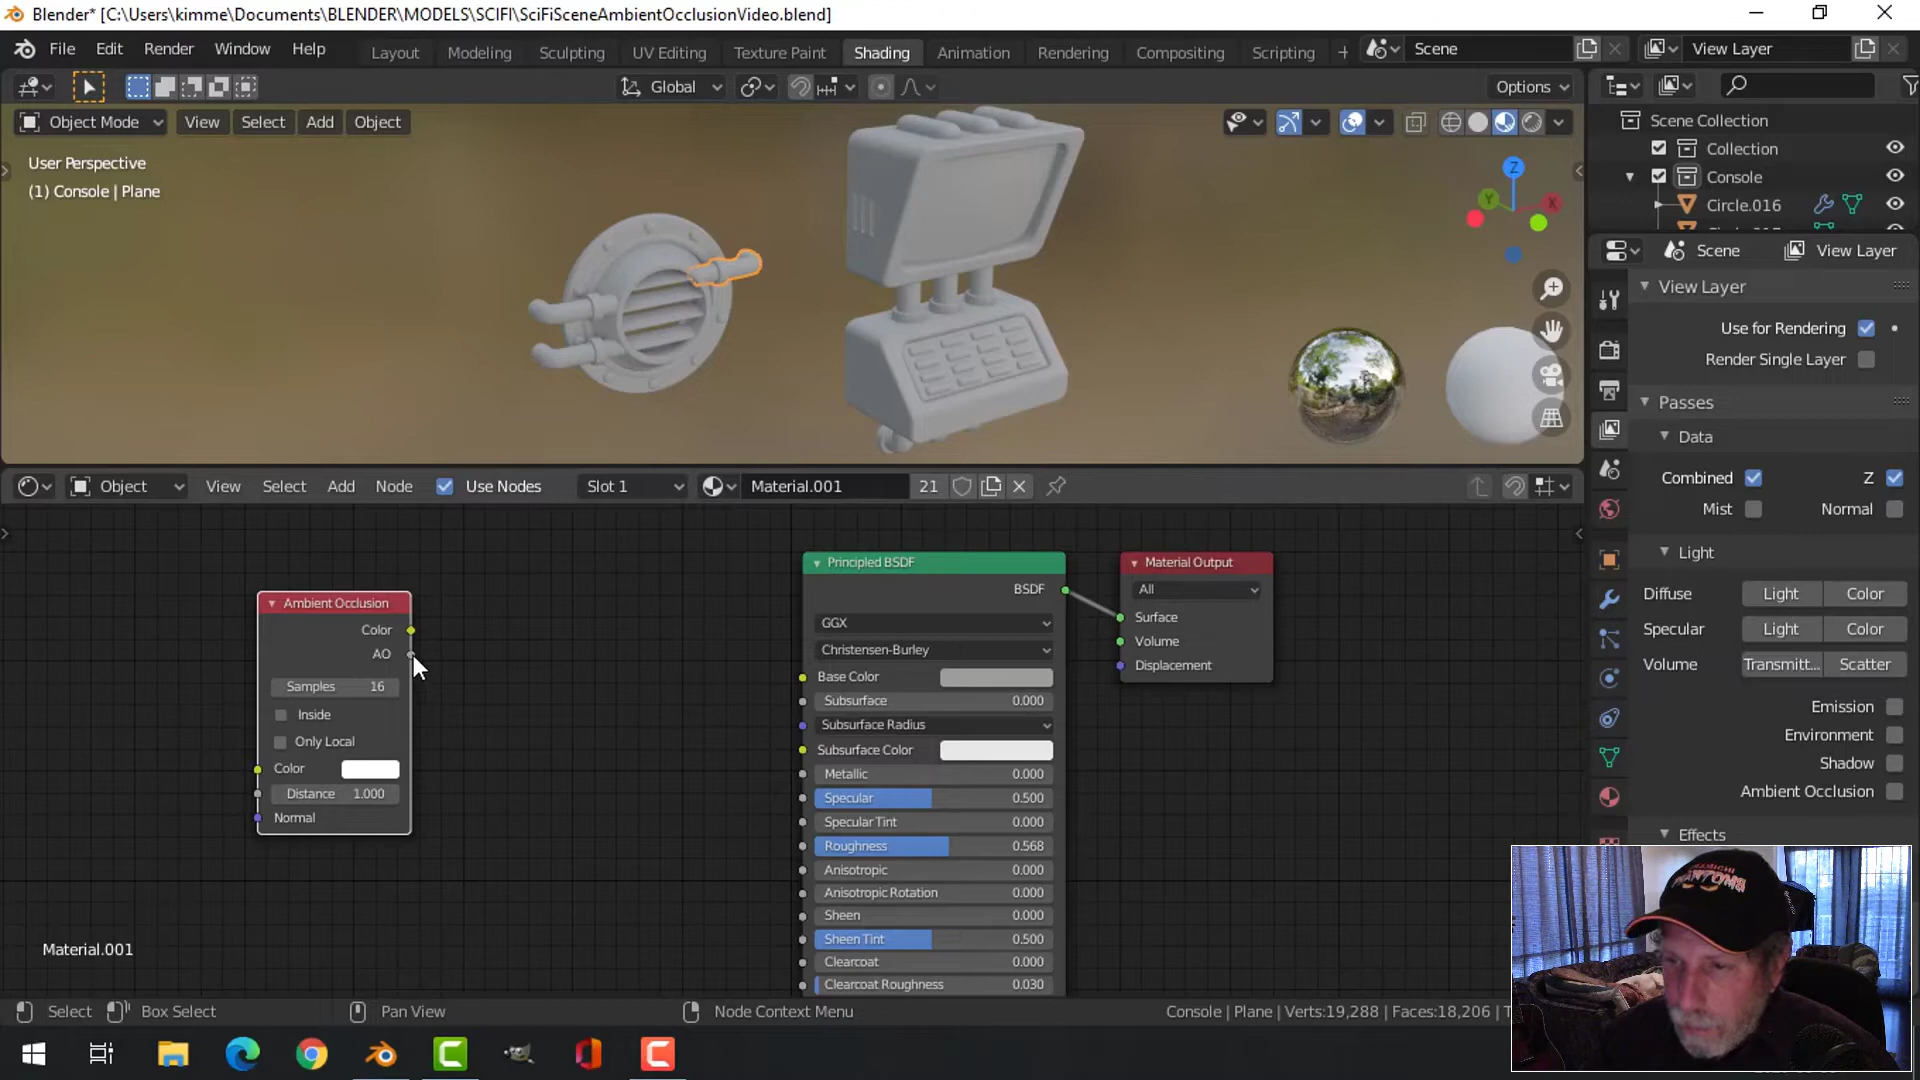 Blender* [C:\Users\kimme\Documents\BLENDER\MODELS\SCIFI\SciFiSceneAmbientOcclusionVideo.blend]
File Edit Render Window Help Layout Modeling Sculpting UV Editing Texture Paint Shading Animation Rendering Compositing Scripting + Scene View Layer
Global Options
Object Mode View Select Add Object
User Perspective
(1) Console | Plane
Z
Y
X
Scene Collection
Collection
Console
Circle.016
Scene View Layer
View Layer
Use for Rendering
Render Single Layer
Passes
Data
Combined Z
Mist Normal
Light
Diffuse Light Color
Specular Light Color
Volume Transmitt... Scatter
Emission
Environment
Shadow
Ambient Occlusion
Effects
Object View Select Add Node Use Nodes Slot 1 Material.001 21
Ambient Occlusion
Color
AO
Samples 16
Inside
Only Local
Color
Distance 1.000
Normal
Principled BSDF
BSDF
GGX
Christensen-Burley
Base Color
Subsurface 0.000
Subsurface Radius
Subsurface Color
Metallic 0.000
Specular 0.500
Specular Tint 0.000
Roughness 0.568
Anisotropic 0.000
Anisotropic Rotation 0.000
Sheen 0.000
Sheen Tint 0.500
Clearcoat 0.000
Clearcoat Roughness 0.030
Material Output
All
Surface
Volume
Displacement
Material.001
Select Box Select Pan View Node Context Menu Console | Plane | Verts:19,288 | Faces:18,206 | T
PHANTOMS